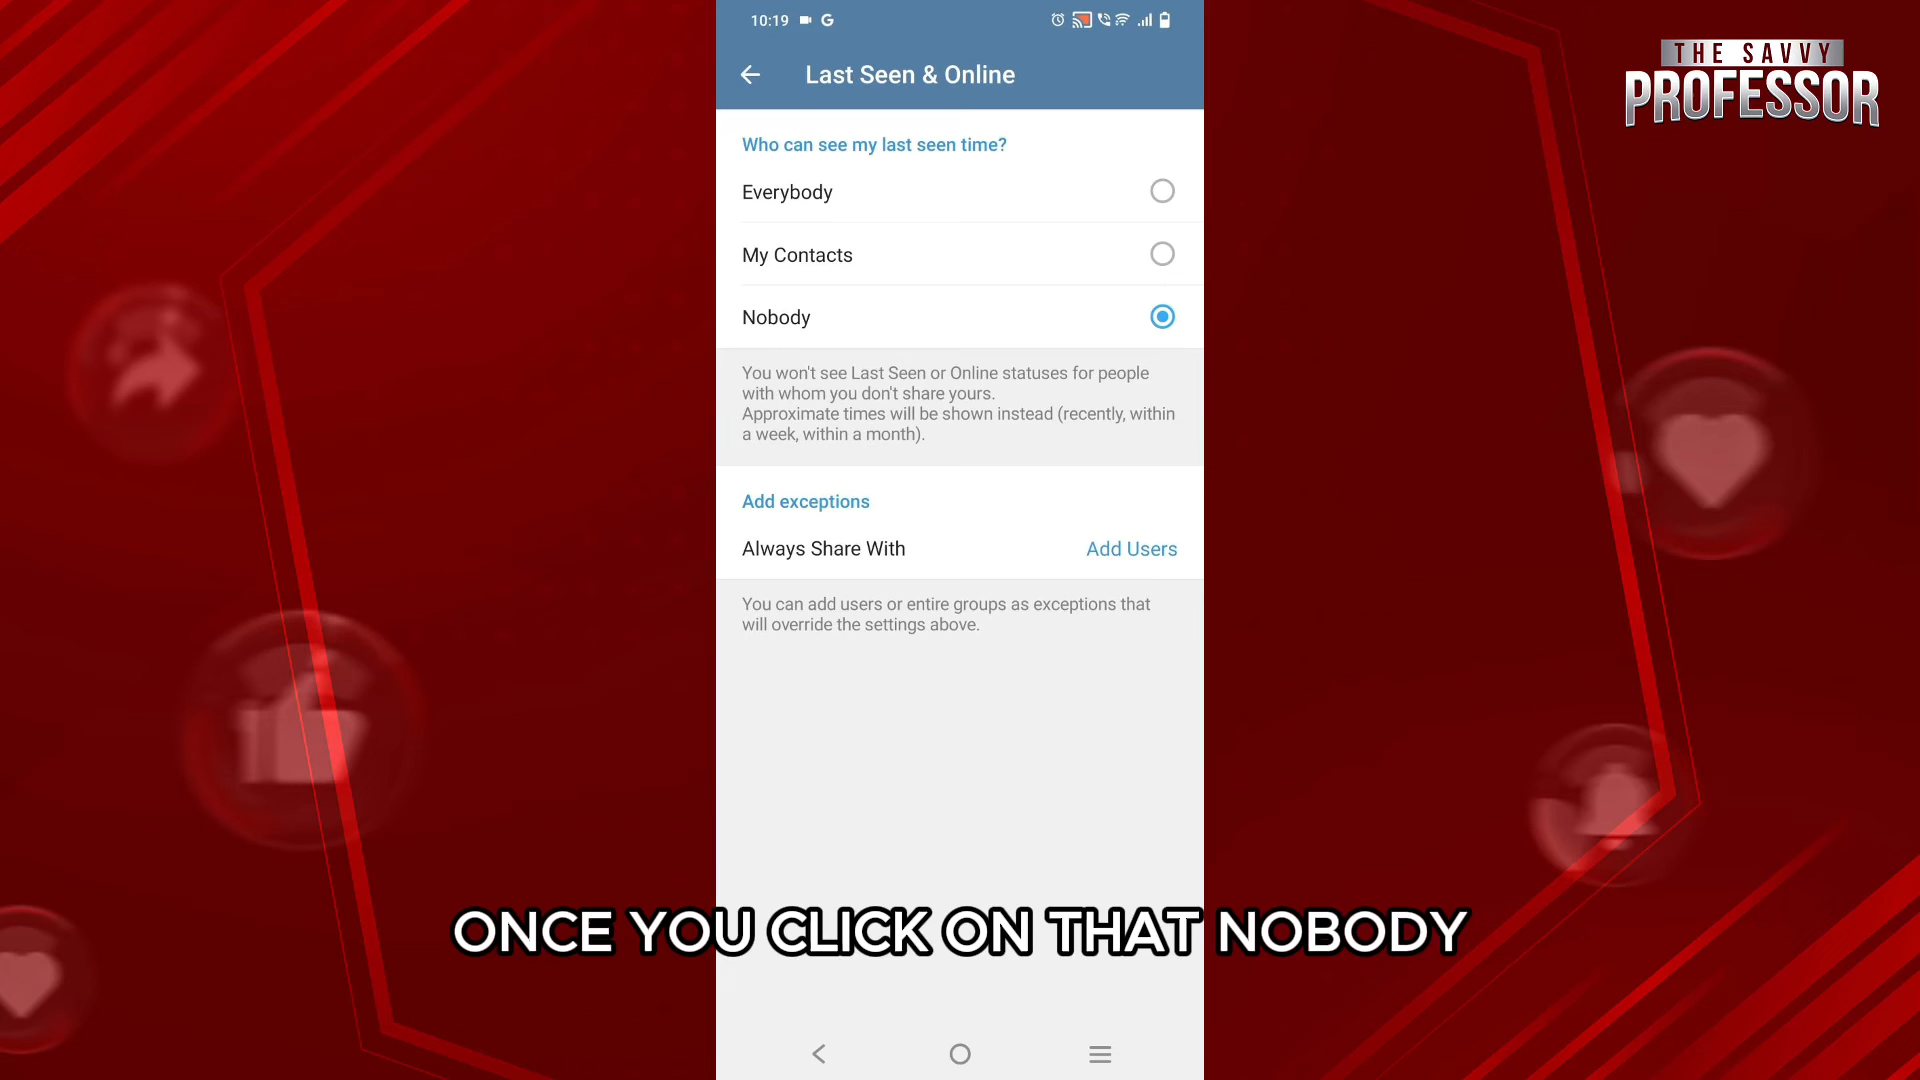 10:19
THE SAVVY
PROFESSOR
Last Seen & Online
Who can see my last seen time?
Everybody
My Contacts
Nobody
You won't see Last Seen or Online statuses for people
with whom you don't share yours.
Approximate times will be shown instead (recently, within
a week, within a month).
Add exceptions
Always Share With Add Users
You can add users or entire groups as exceptions that
will override the settings above.
ONCE YOU CLICK ON THAT NOBODY